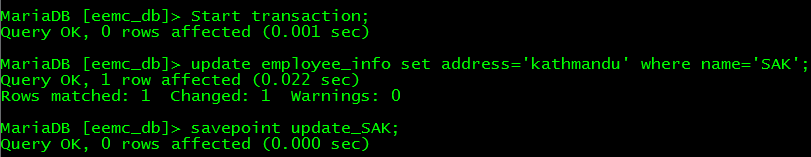 MariaDB [eemc_db]> Start transaction;
Query OK, 0 rows affected (0.001 sec)
MariaDB [eemc_db]> update employee_info set address='kathmandu' where name='SAK';
Query OK, 1 row affected (0.022 sec)
Rows matched: 1  Changed: 1  Warnings: 0
MariaDB [eemc_db]> savepoint update_SAK;
Query OK, 0 rows affected (0.000 sec)